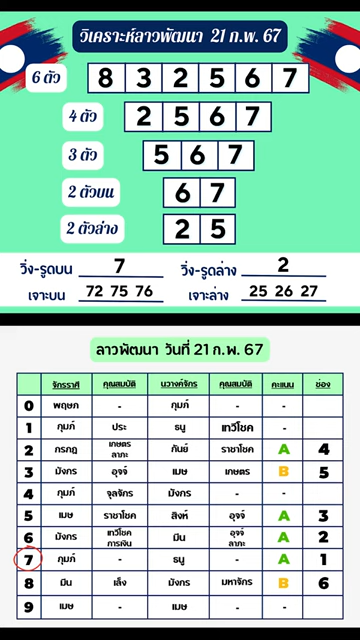 วิเคราะห์ลาวพัฒนา 21 ก.พ. 67
6 ตัว 8 3 2 5 6 7
4 ตัว 2 5 6 7
3 ตัว 5 6 7
2 ตัวบน 6 7
2 ตัวล่าง 2 5
วิ่ง-รูดบน 7 วิ่ง-รูดล่าง 2
เจาะบน 72 75 76 เจาะล่าง 25 26 27
ลาวพัฒนา วันที่ 21 ก.พ. 67
จักรราศี คุณสมบัติ นวางค์จักร คุณสมบัติ คะแนน ช่อง
0 พฤษภ - กุมภ์ - -
1 กุมภ์ ประ ธนู เทวีโชค -
2 กรกฎ เกษตร ลาภะ กันย์ ราชาโชค A 4
3 มังกร อุจจ์ เมษ เกษตร B 5
4 กุมภ์ จุลจักร มังกร - -
5 เมษ ราชาโชค สิงห์ อุจจ์ A 3
6 มังกร เทวีโชค การเงิน มีน อุจจ์ ลาภะ A 2
7 กุมภ์ - ธนู - A 1
8 มีน เล็ง มังกร มหาจักร B 6
9 เมษ - เมษ - -